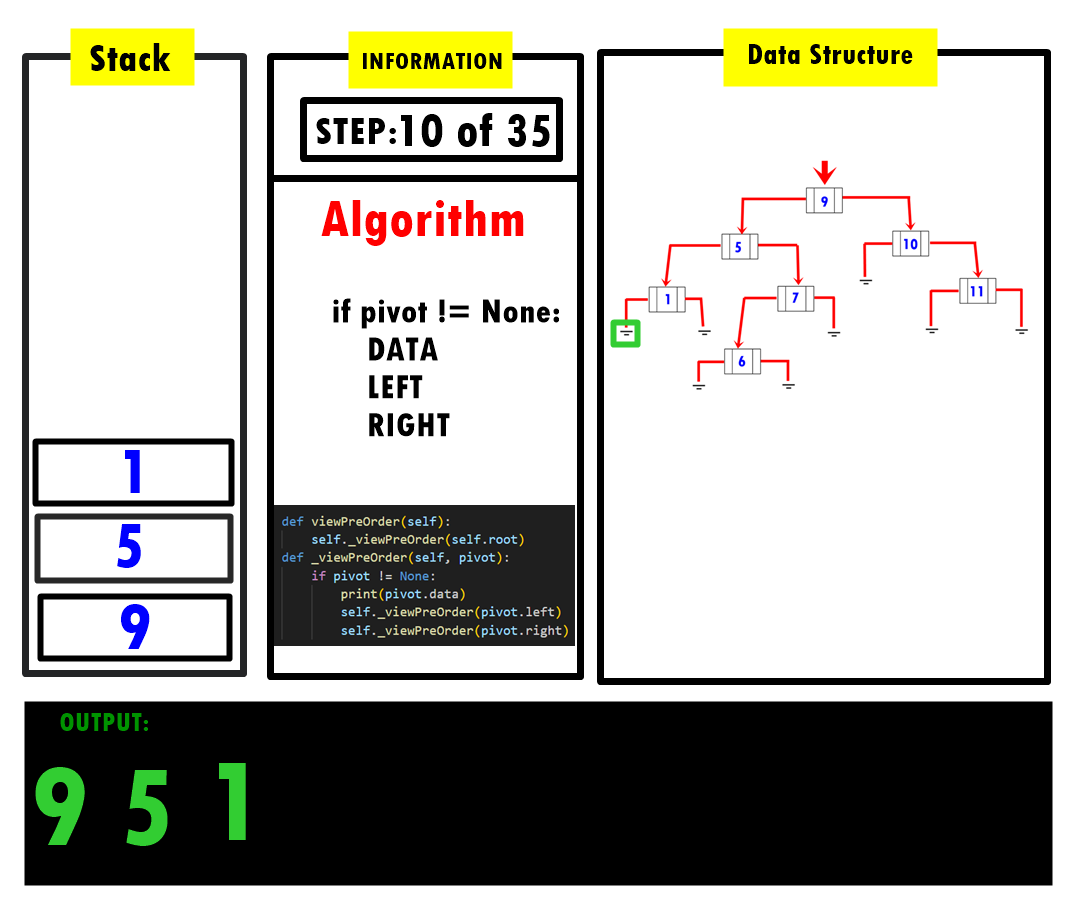 Stack
1
5
9
INFORMATION
STEP:10 of 35
Algorithm
if pivot != None:
DATA
LEFT
RIGHT
def viewPreOrder(self):
self._viewPreOrder(self.root)
def _viewPreOrder(self, pivot):
if pivot != None:
print(pivot.data)
self._viewPreOrder(pivot.left)
self._viewPreOrder(pivot.right)
Data Structure
9
5
10
1
7
11
6
OUTPUT:
9 5 1